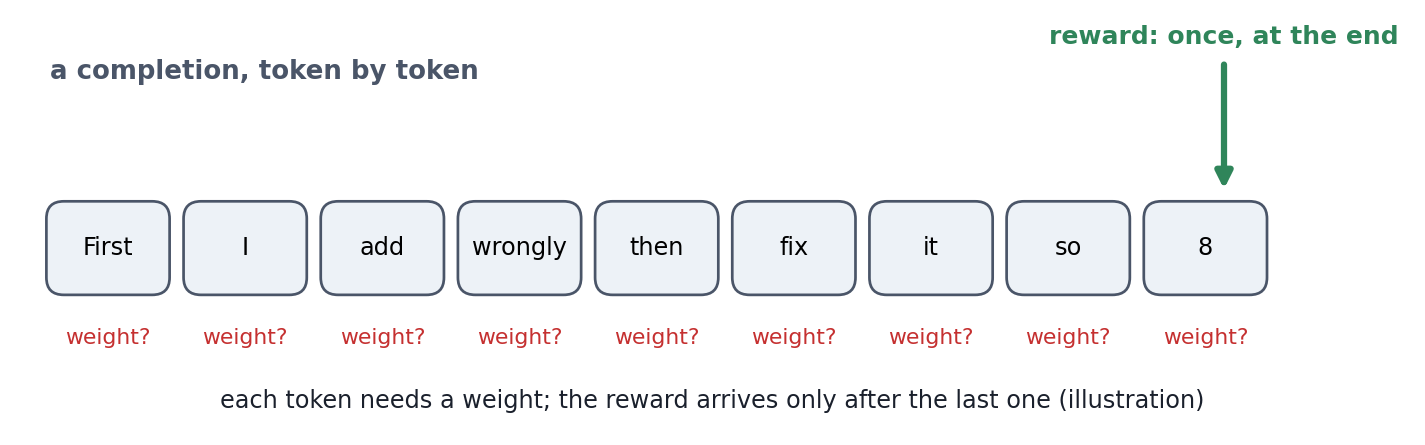 reward: once, at the end
a completion, token by token
First I add wrongly then fix it so 8
weight? weight? weight? weight? weight? weight? weight? weight? weight?
each token needs a weight; the reward arrives only after the last one (illustration)